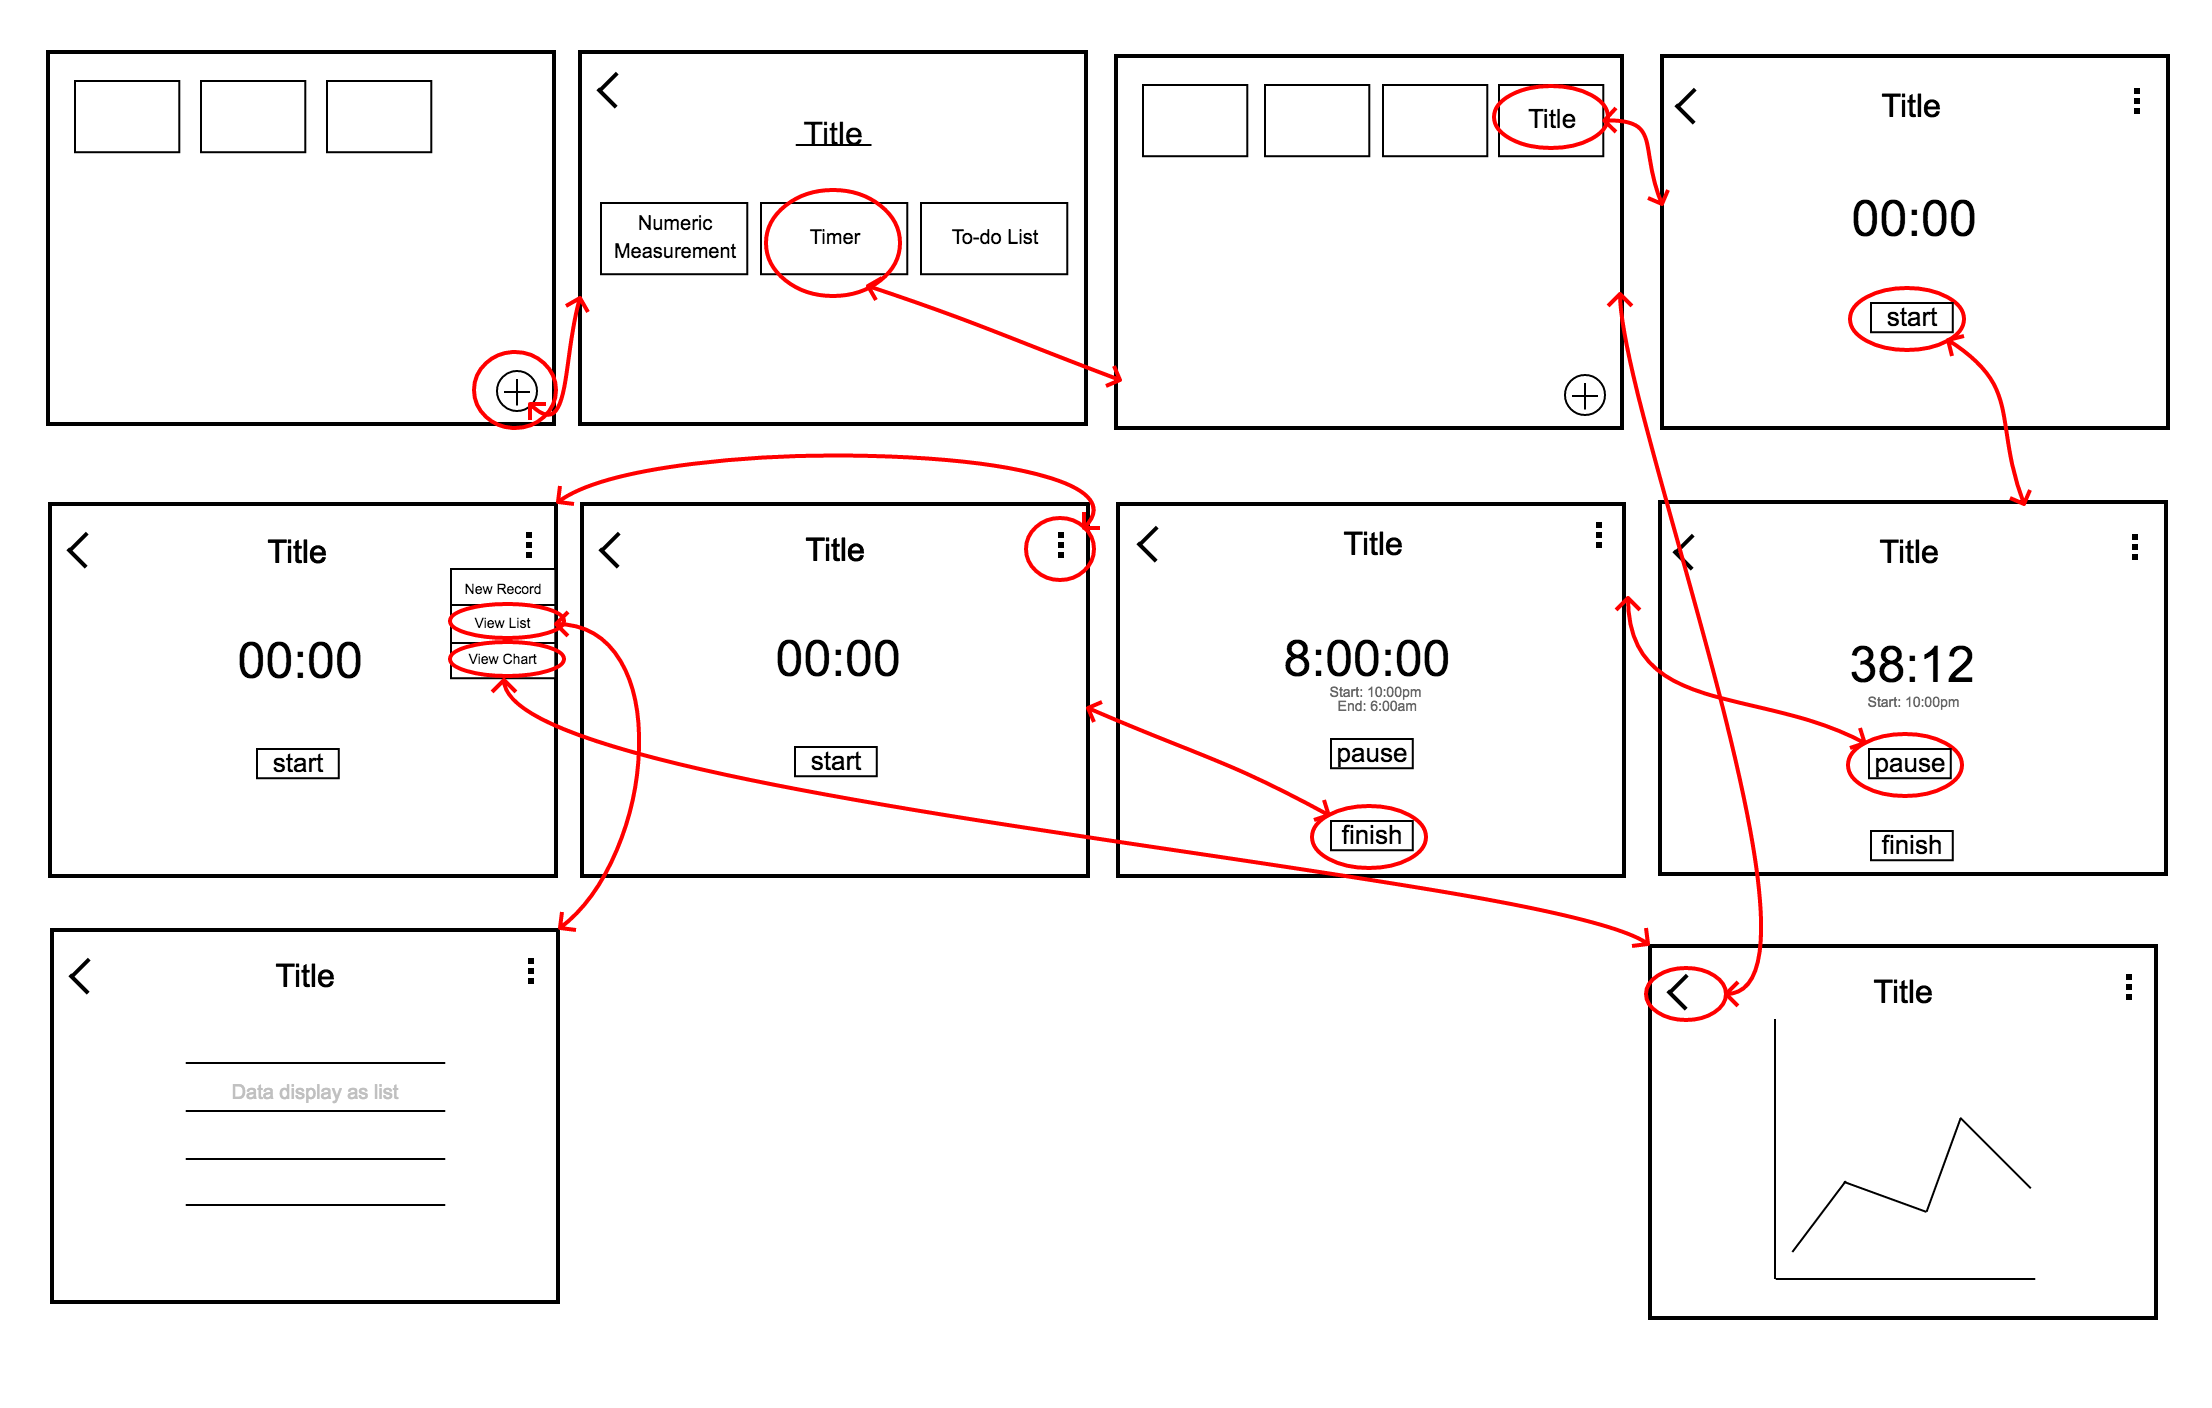 Title
Numeric
Measurement
Timer
To-do List
Title
Title
00:00
start
Title
New Record
View List
View Chart
00:00
start
Title
00:00
start
Title
8:00:00
Start: 10:00pm
End: 6:00am
pause
finish
Title
38:12
Start: 10:00pm
pause
finish
Title
Data display as list
Title